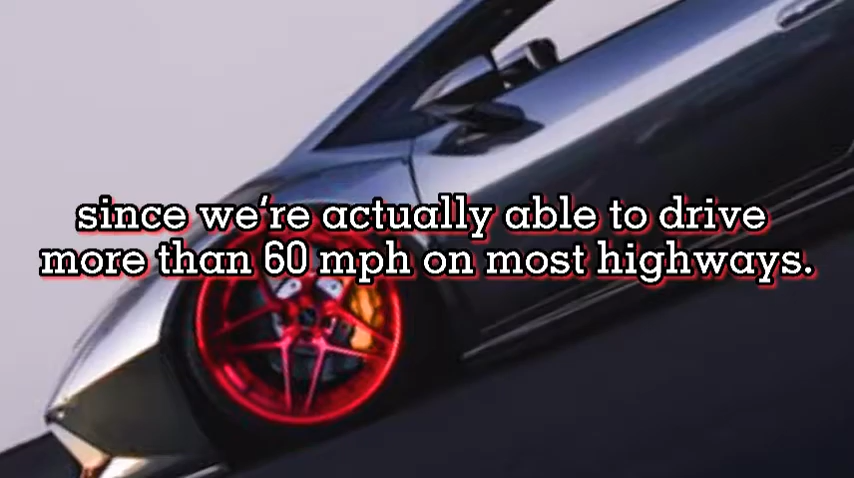 since we're actually able to drive
more than 60 mph on most highways.